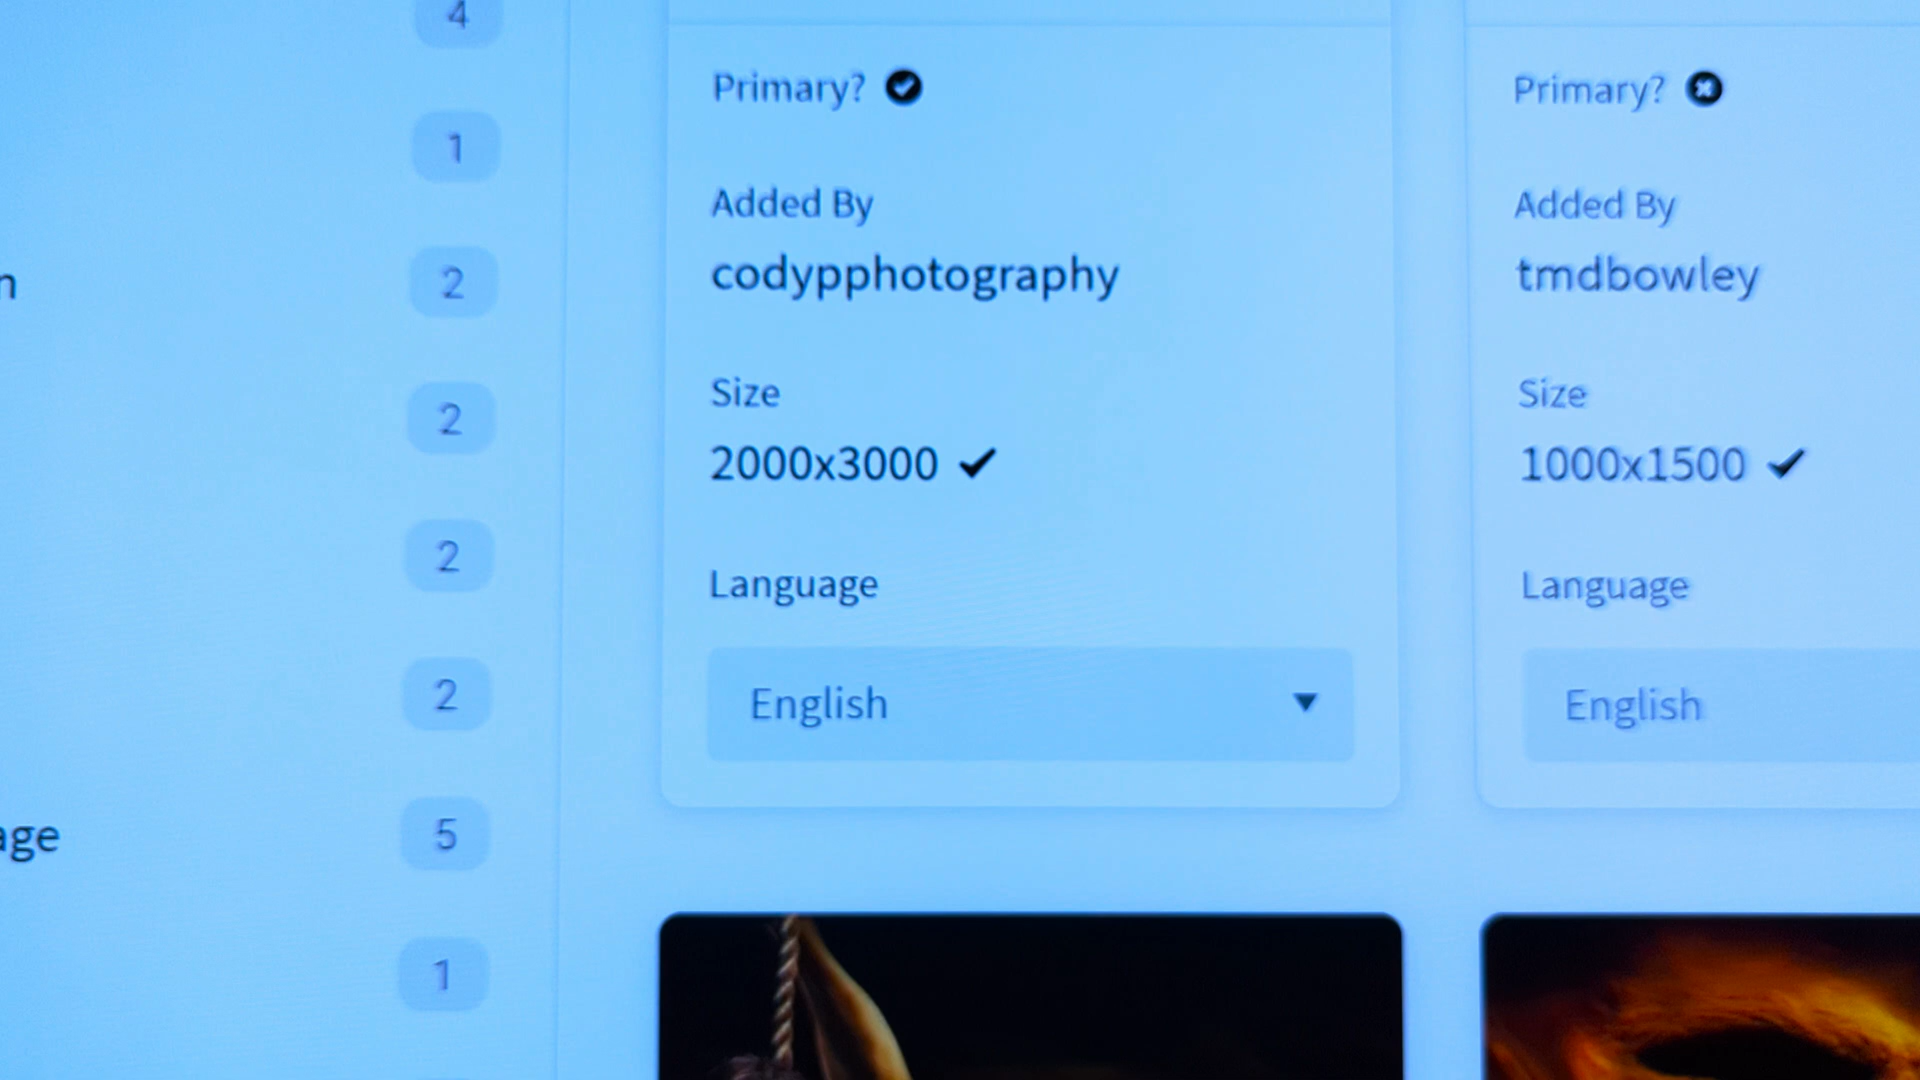 4
1
n
2
2
2
2
age
5
1
Primary?
Added By
codypphotography
Size
2000x3000
Language
English
Primary?
Added By
tmdbowley
Size
1000x1500
Language
English